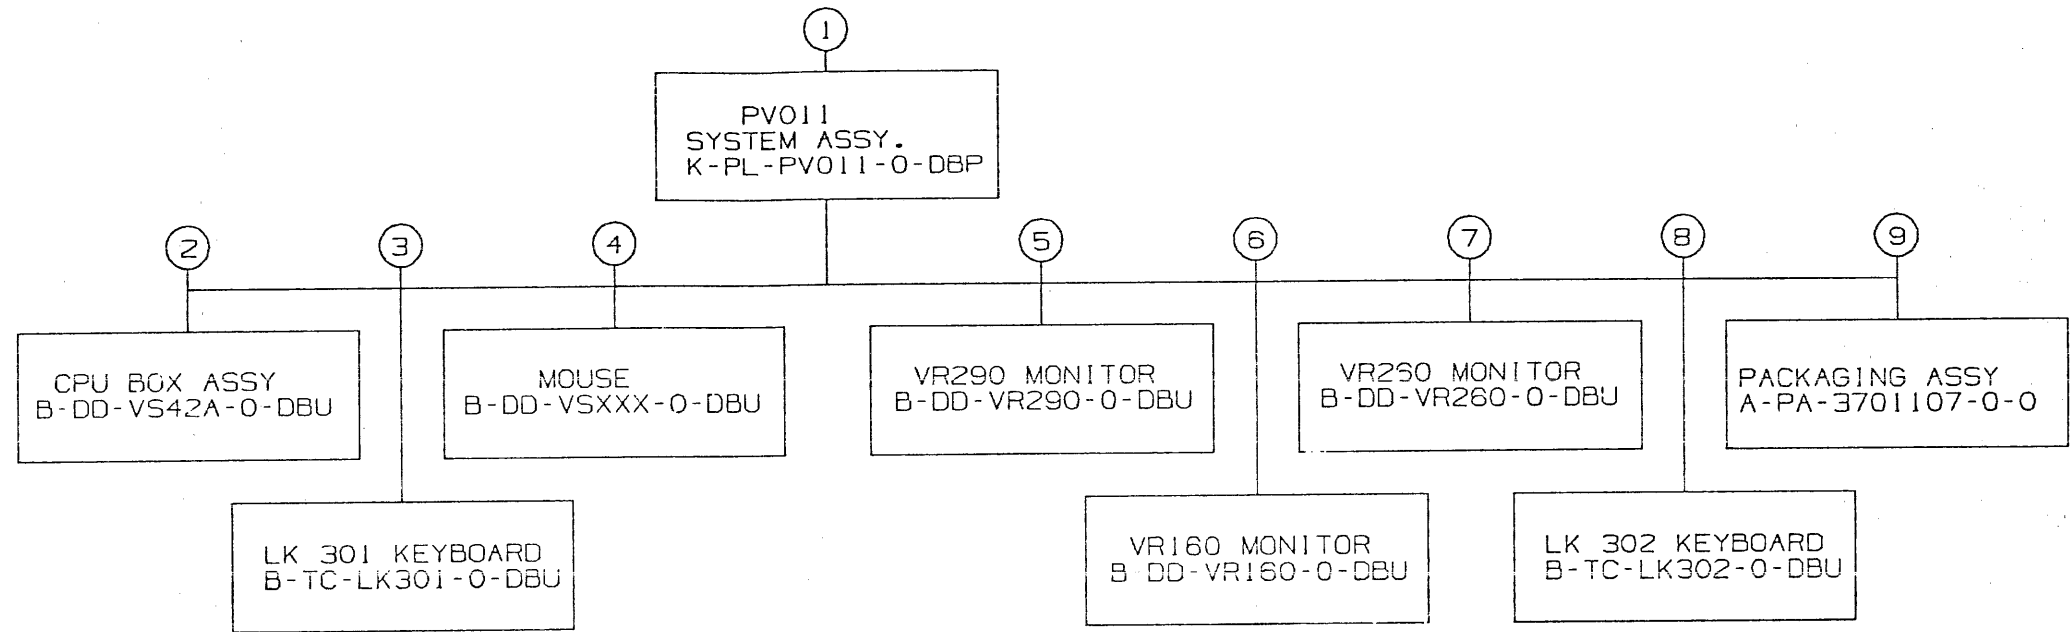 1
PV011
SYSTEM ASSY.
K-PL-PV011-0-DBP
2
3
4
5
6
7
8
9
CPU BOX ASSY
B-DD-VS42A-0-DBU
MOUSE
B-DD-VSXXX-0-DBU
VR290 MONITOR
B-DD-VR290-0-DBU
VR260 MONITOR
B-DD-VR260-0-DBU
PACKAGING ASSY
A-PA-3701107-0-0
LK 301 KEYBOARD
B-TC-LK301-0-DBU
VR160 MONITOR
B-DD-VR160-0-DBU
LK 302 KEYBOARD
B-TC-LK302-0-DBU